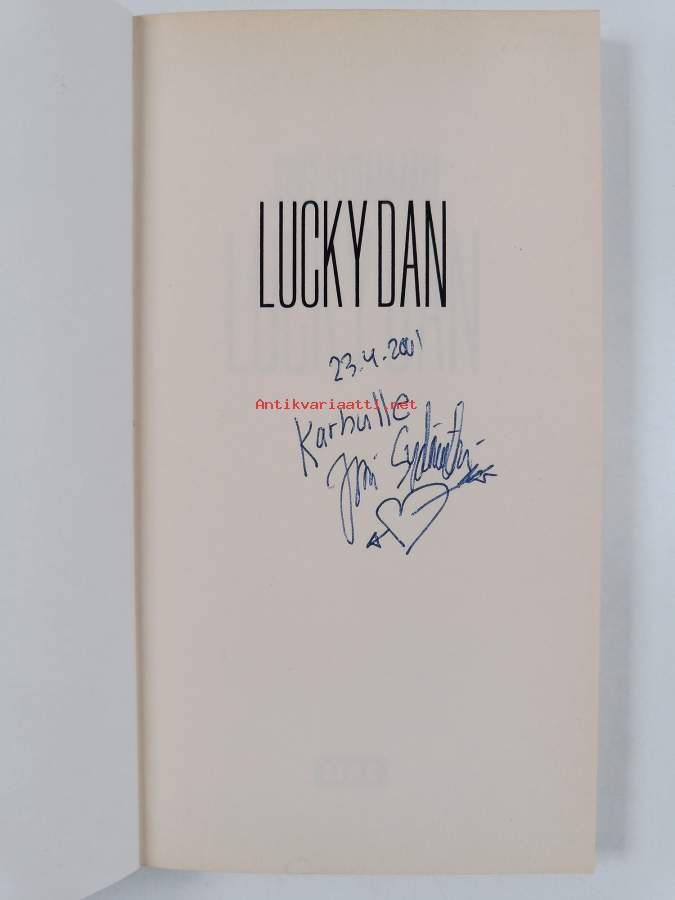 LUCKY DAN
23.4.2001
Antikvariaatti.net
Karhulle